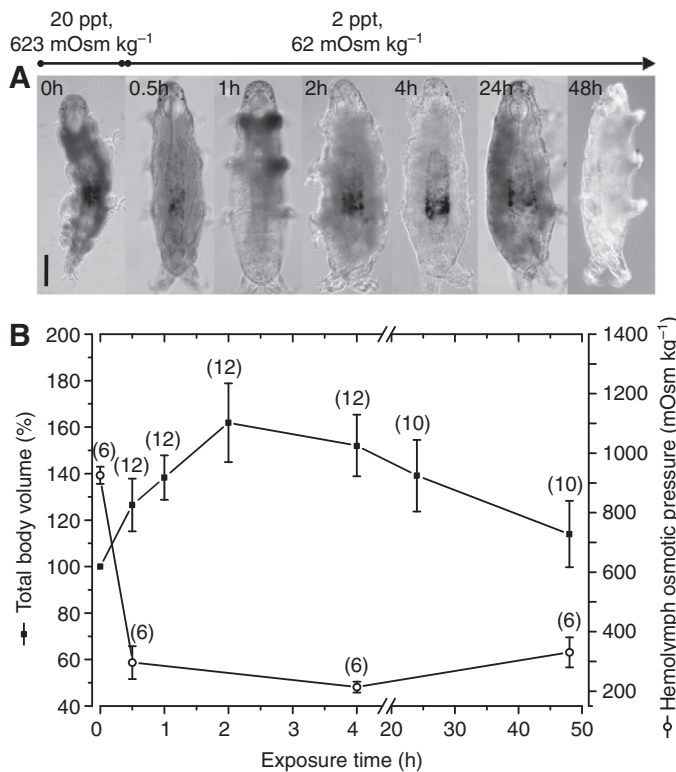 20 ppt,
623 mOsm kg⁻¹
2 ppt,
62 mOsm kg⁻¹
A
0h 0.5h 1h 2h 4h 24h 48h
B
200
180
160
140
120
100
80
60
40
Total body volume (%)
1400
1200
1000
800
600
400
200
Hemolymph osmotic pressure (mOsm kg⁻¹)
(6) (12) (12) (12) (12) (10) (10)
(6) (6) (6)
0 1 2 3 4 20 30 40 50
Exposure time (h)